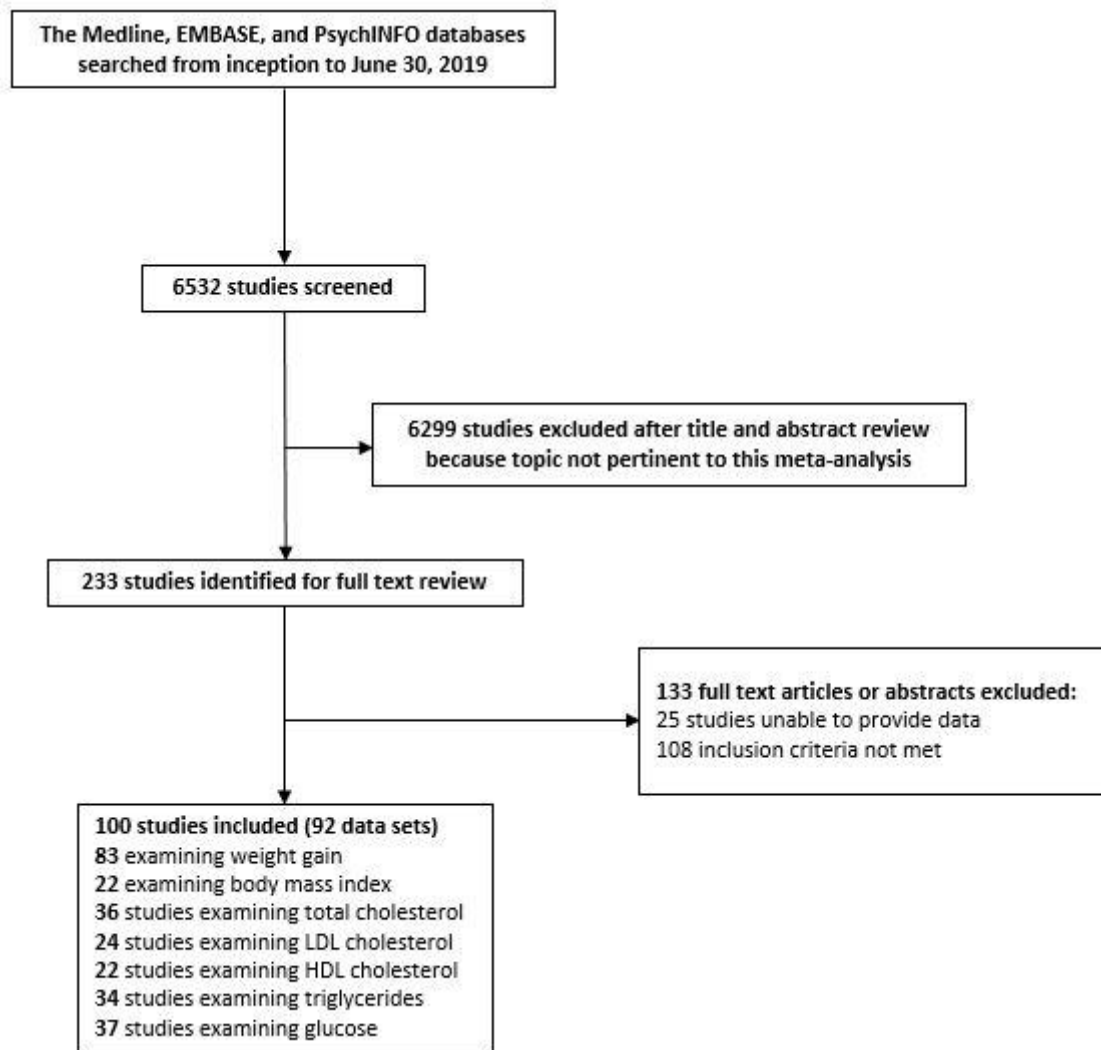 The Medline, EMBASE, and PsychINFO databases
searched from inception to June 30, 2019
6532 studies screened
6299 studies excluded after title and abstract review
because topic not pertinent to this meta-analysis
233 studies identified for full text review
133 full text articles or abstracts excluded:
25 studies unable to provide data
108 inclusion criteria not met
100 studies included (92 data sets)
83 examining weight gain
22 examining body mass index
36 studies examining total cholesterol
24 studies examining LDL cholesterol
22 studies examining HDL cholesterol
34 studies examining triglycerides
37 studies examining glucose